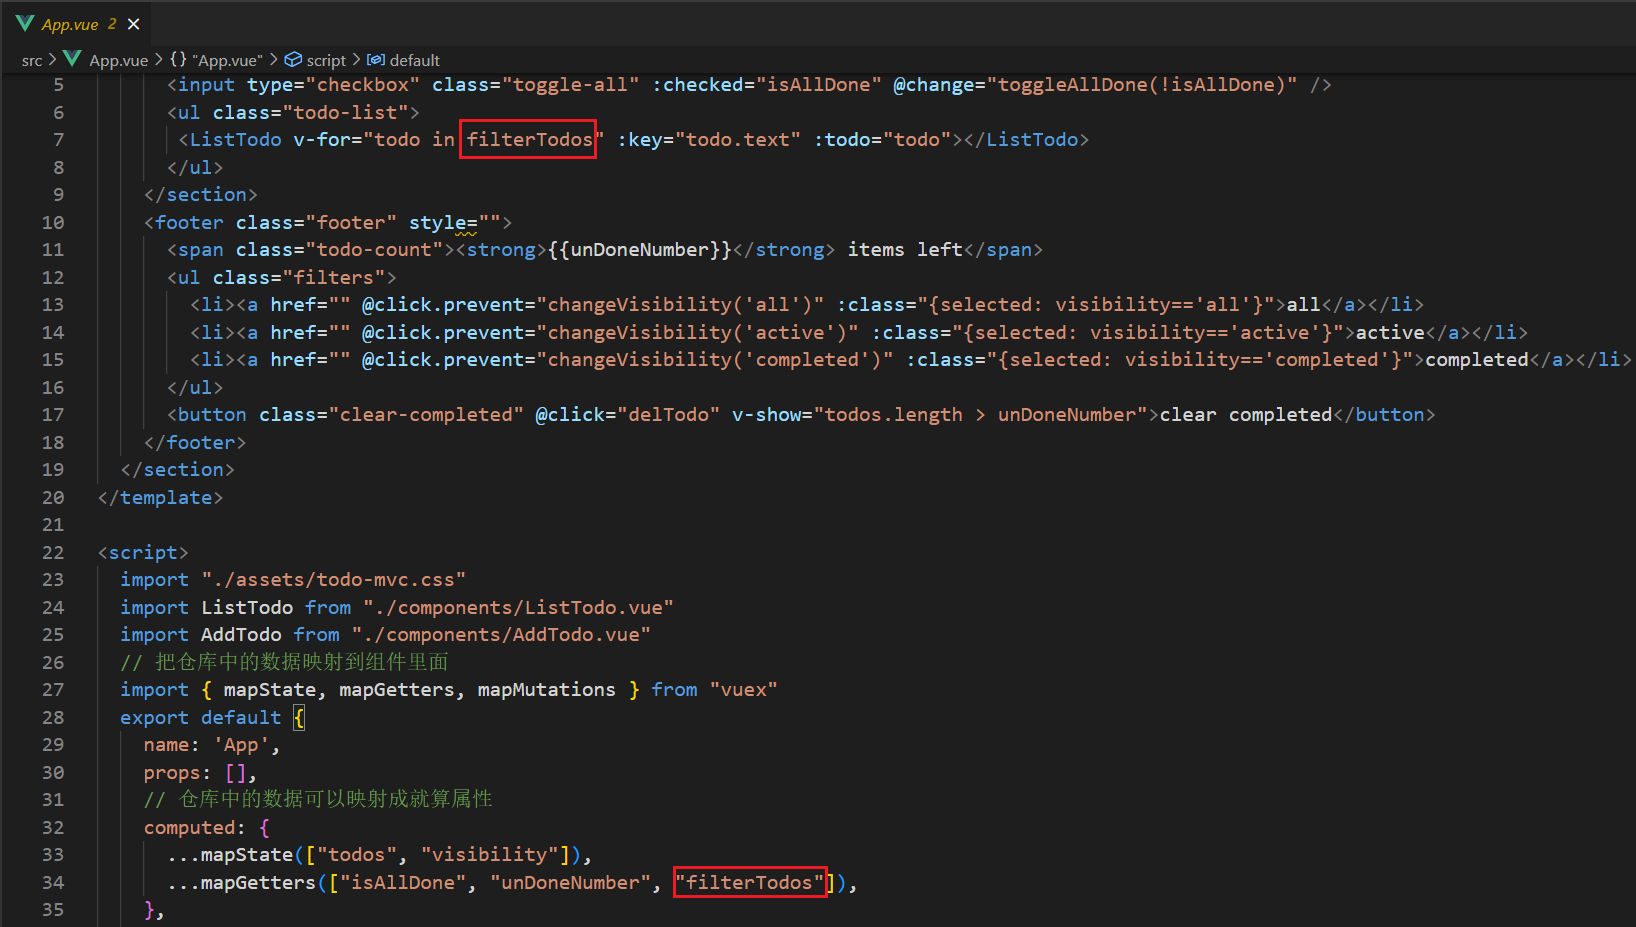 App.vue 2
src > App.vue > {} "App.vue" > script > default
5 <input type="checkbox" class="toggle-all" :checked="isAllDone" @change="toggleAllDone(!isAllDone)" />
6 <ul class="todo-list">
7 <ListTodo v-for="todo in filterTodos" :key="todo.text" :todo="todo"></ListTodo>
8 </ul>
9 </section>
10 <footer class="footer" style="">
11 <span class="todo-count"><strong>{{unDoneNumber}}</strong> items left</span>
12 <ul class="filters">
13 <li><a href="" @click.prevent="changeVisibility('all')" :class="{selected: visibility=='all'}">all</a></li>
14 <li><a href="" @click.prevent="changeVisibility('active')" :class="{selected: visibility=='active'}">active</a></li>
15 <li><a href="" @click.prevent="changeVisibility('completed')" :class="{selected: visibility=='completed'}">completed</a></li>
16 </ul>
17 <button class="clear-completed" @click="delTodo" v-show="todos.length > unDoneNumber">clear completed</button>
18 </footer>
19 </section>
20 </template>
21
22 <script>
23 import "./assets/todo-mvc.css"
24 import ListTodo from "./components/ListTodo.vue"
25 import AddTodo from "./components/AddTodo.vue"
26 // 把仓库中的数据映射到组件里面
27 import { mapState, mapGetters, mapMutations } from "vuex"
28 export default {
29 name: 'App',
30 props: [],
31 // 仓库中的数据可以映射成就算属性
32 computed: {
33 ...mapState(["todos", "visibility"]),
34 ...mapGetters(["isAllDone", "unDoneNumber", "filterTodos"]),
35 },